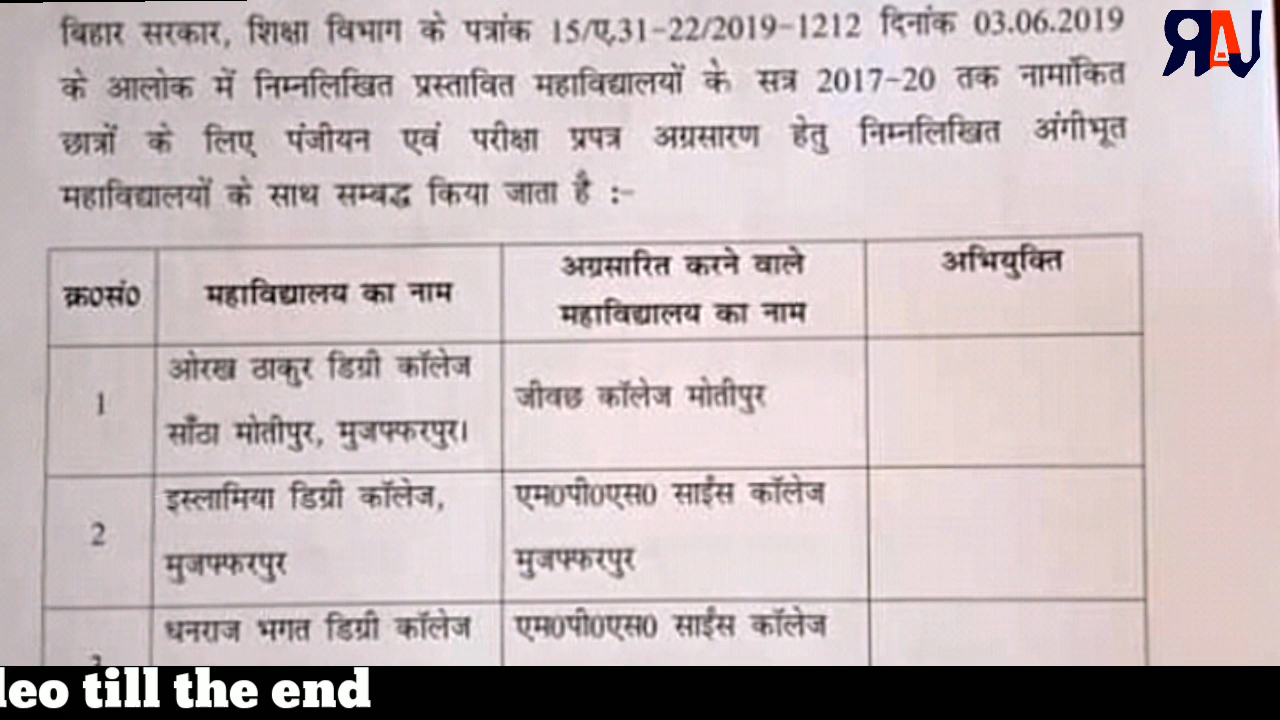 बिहार सरकार, शिक्षा विभाग के पत्रांक 15/ए,31-22/2019-1212 दिनांक 03.06.2019
के आलोक में निम्नलिखित प्रस्तावित महाविद्यालयों के सत्र 2017-20 तक नामांकित
छात्रों के लिए पंजीयन एवं परीक्षा प्रपत्र अग्रसारण हेतु निम्नलिखित अंगीभूत
महाविद्यालयों के साथ सम्बद्ध किया जाता है :-
क्र0सं0
महाविद्यालय का नाम
अग्रसारित करने वाले
महाविद्यालय का नाम
अभियुक्ति
1
ओरख ठाकुर डिग्री कॉलेज
साँठा मोतीपुर, मुजफ्फरपुर।
जीवछ कॉलेज मोतीपुर
2
इस्लामिया डिग्री कॉलेज,
मुजफ्फरपुर
एम0पी0एस0 साईंस कॉलेज
मुजफ्फरपुर
धनराज भगत डिग्री कॉलेज
एम0पी0एस0 साईंस कॉलेज
till the end